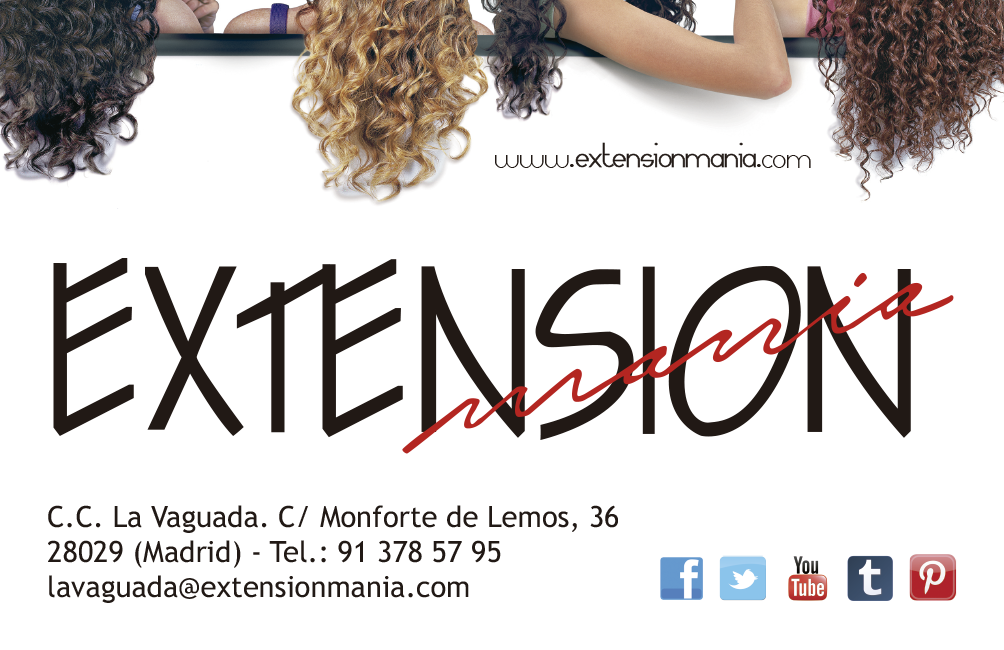 www.extensionmania.com
EXTENSION
mania
C.C. La Vaguada. C/ Monforte de Lemos, 36
28029 (Madrid) - Tel.: 91 378 57 95
lavaguada@extensionmania.com
You
Tube